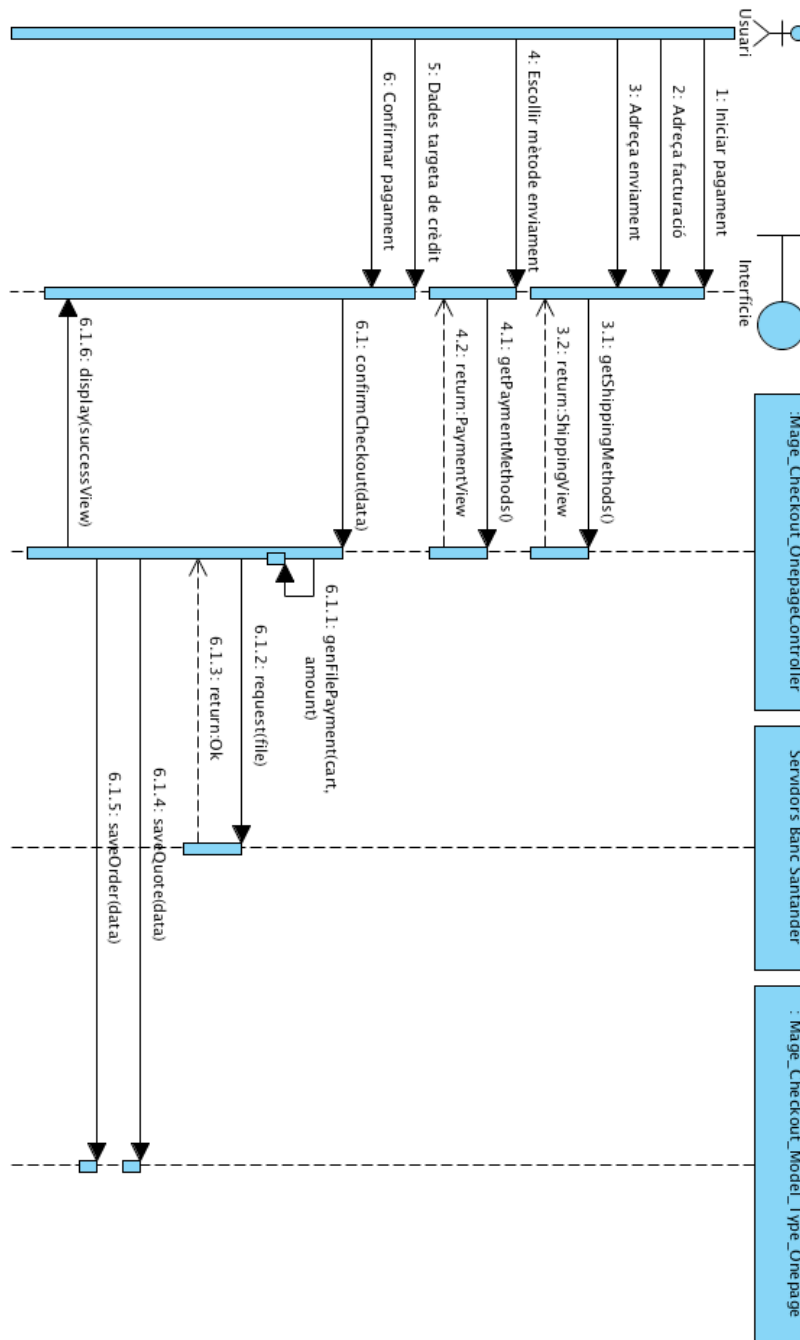 Usuari
Interfície
:Mage_Checkout_OnepageController
Servidors Banc Santander
: Mage_Checkout_Model_Type_Onepage
1: Iniciar pagament
2: Adreça facturació
3: Adreça enviament
3.1: getShippingMethods()
3.2: return:ShippingView
4: Escollir mètode enviament
4.1: getPaymentMethods()
4.2: return:PaymentView
5: Dades targeta de crèdit
6: Confirmar pagament
6.1: confirmCheckout(data)
6.1.1: genFilePayment(cart,
amount)
6.1.2: request(file)
6.1.3: return:Ok
6.1.4: saveQuote(data)
6.1.5: saveOrder(data)
6.1.6: display(successView)